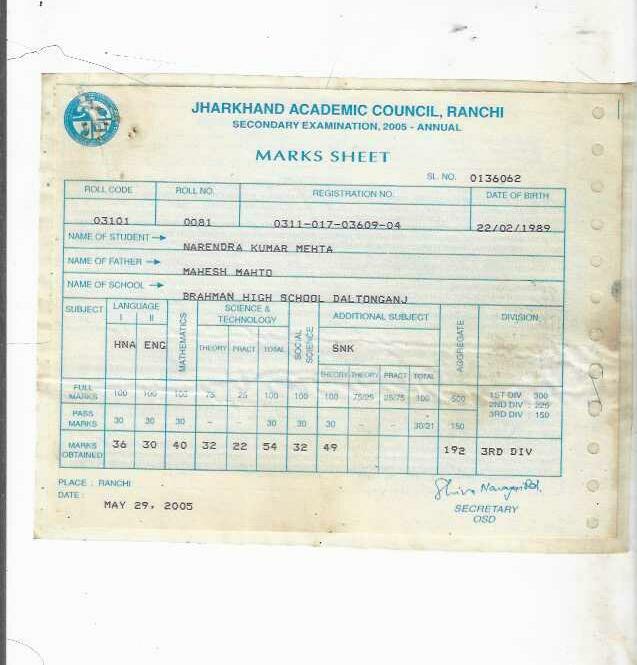 JHARKHAND ACADEMIC COUNCIL, RANCHI
SECONDARY EXAMINATION, 2005 - ANNUAL
MARKS SHEET
SL. NO. 0136062
ROLL CODE ROLL NO. REGISTRATION NO. DATE OF BIRTH
03101 0081 0311-017-03609-04 22/02/1989
NAME OF STUDENT → NARENDRA KUMAR MEHTA
NAME OF FATHER → MAHESH MAHTO
NAME OF SCHOOL → BRAHMAN HIGH SCHOOL DALTONGANJ
SUBJECT LANGUAGE I II MATHEMATICS SCIENCE & TECHNOLOGY SOCIAL SCIENCE ADDITIONAL SUBJECT AGGREGATE DIVISION
HNA ENG THEORY PRACT TOTAL SNK
THEORY THEORY PRACT TOTAL
FULL MARKS 100 100 100 75 25 100 100 100 75/25 25/75 100 500 1ST DIV 300
2ND DIV : 225
3RD DIV : 150
PASS MARKS 30 30 30 - - 30 30 30 - - 30/21 150
MARKS OBTAINED 36 30 40 32 22 54 32 49 192 3RD DIV
PLACE : RANCHI
DATE : MAY 29, 2005
SECRETARY
OSD